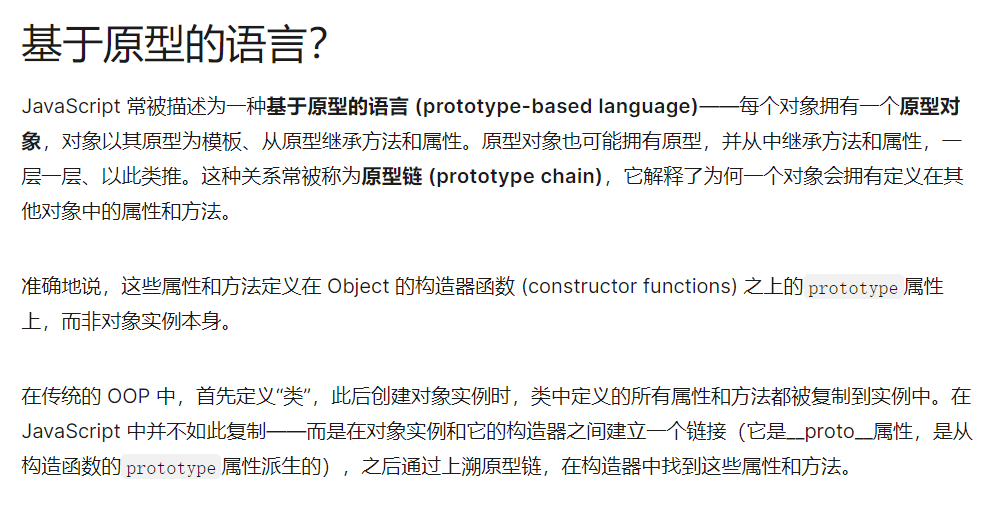 基于原型的语言？
JavaScript 常被描述为一种基于原型的语言 (prototype-based language)——每个对象拥有一个原型对
象，对象以其原型为模板、从原型继承方法和属性。原型对象也可能拥有原型，并从中继承方法和属性，一
层一层、以此类推。这种关系常被称为原型链 (prototype chain)，它解释了为何一个对象会拥有定义在其
他对象中的属性和方法。
准确地说，这些属性和方法定义在 Object 的构造器函数 (constructor functions) 之上的 prototype 属性
上，而非对象实例本身。
在传统的 OOP 中，首先定义“类”，此后创建对象实例时，类中定义的所有属性和方法都被复制到实例中。在
JavaScript 中并不如此复制——而是在对象实例和它的构造器之间建立一个链接（它是__proto__属性，是从
构造函数的 prototype 属性派生的），之后通过上溯原型链，在构造器中找到这些属性和方法。